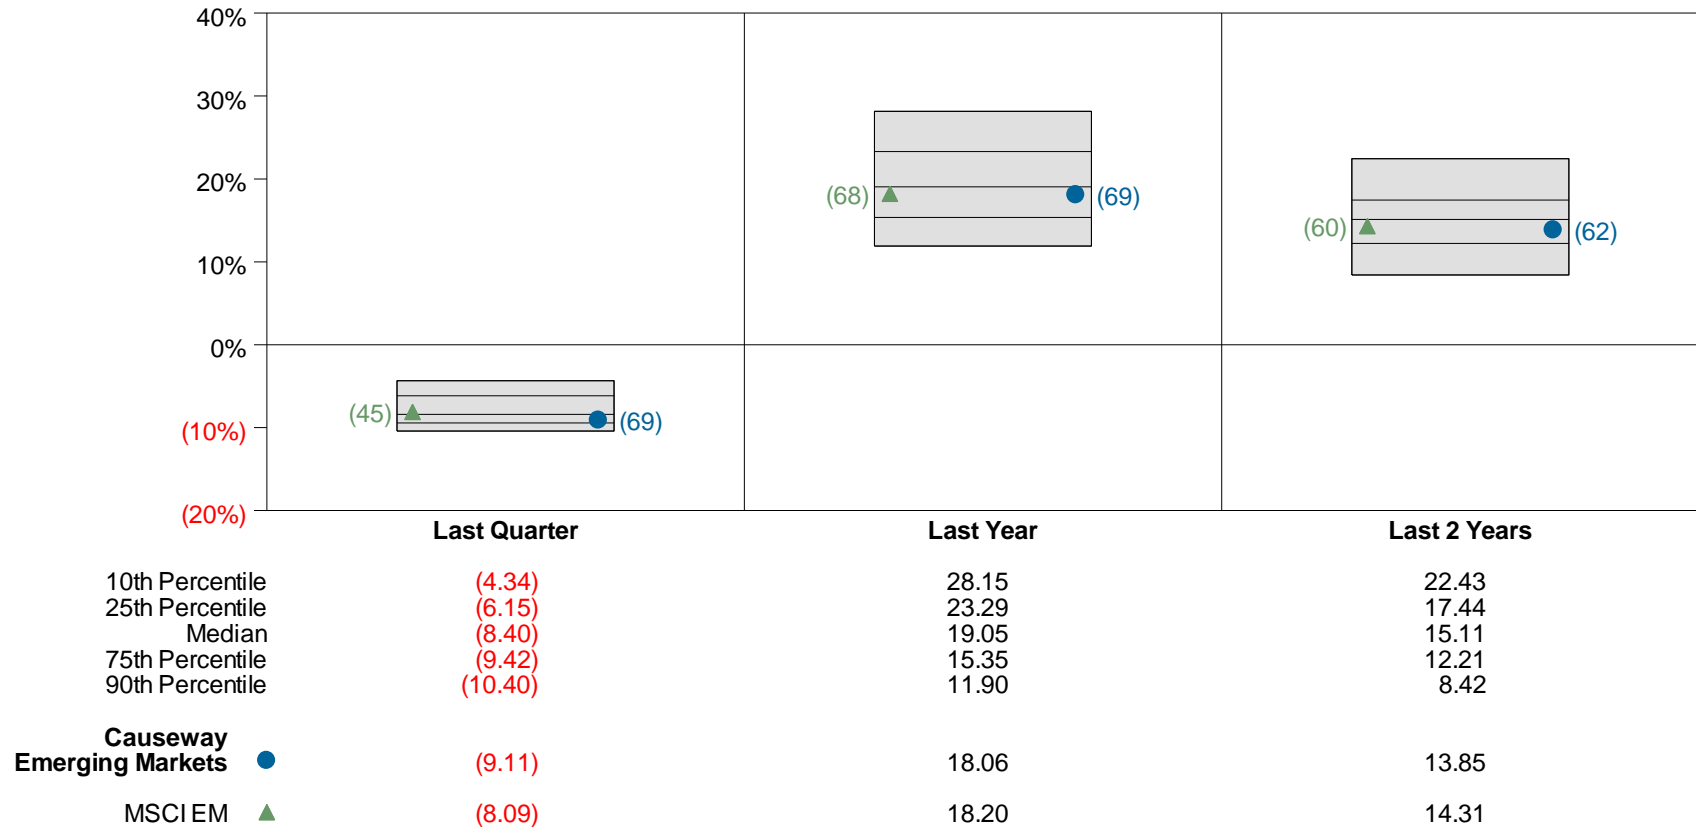 40%
30%
20%
10%
0%
(10%)
(20%)
(45)
(69)
(68)
(69)
(60)
(62)
Last Quarter Last Year Last 2 Years
10th Percentile (4.34) 28.15 22.43
25th Percentile (6.15) 23.29 17.44
Median (8.40) 19.05 15.11
75th Percentile (9.42) 15.35 12.21
90th Percentile (10.40) 11.90 8.42
Causeway
Emerging Markets (9.11) 18.06 13.85
MSCI EM (8.09) 18.20 14.31